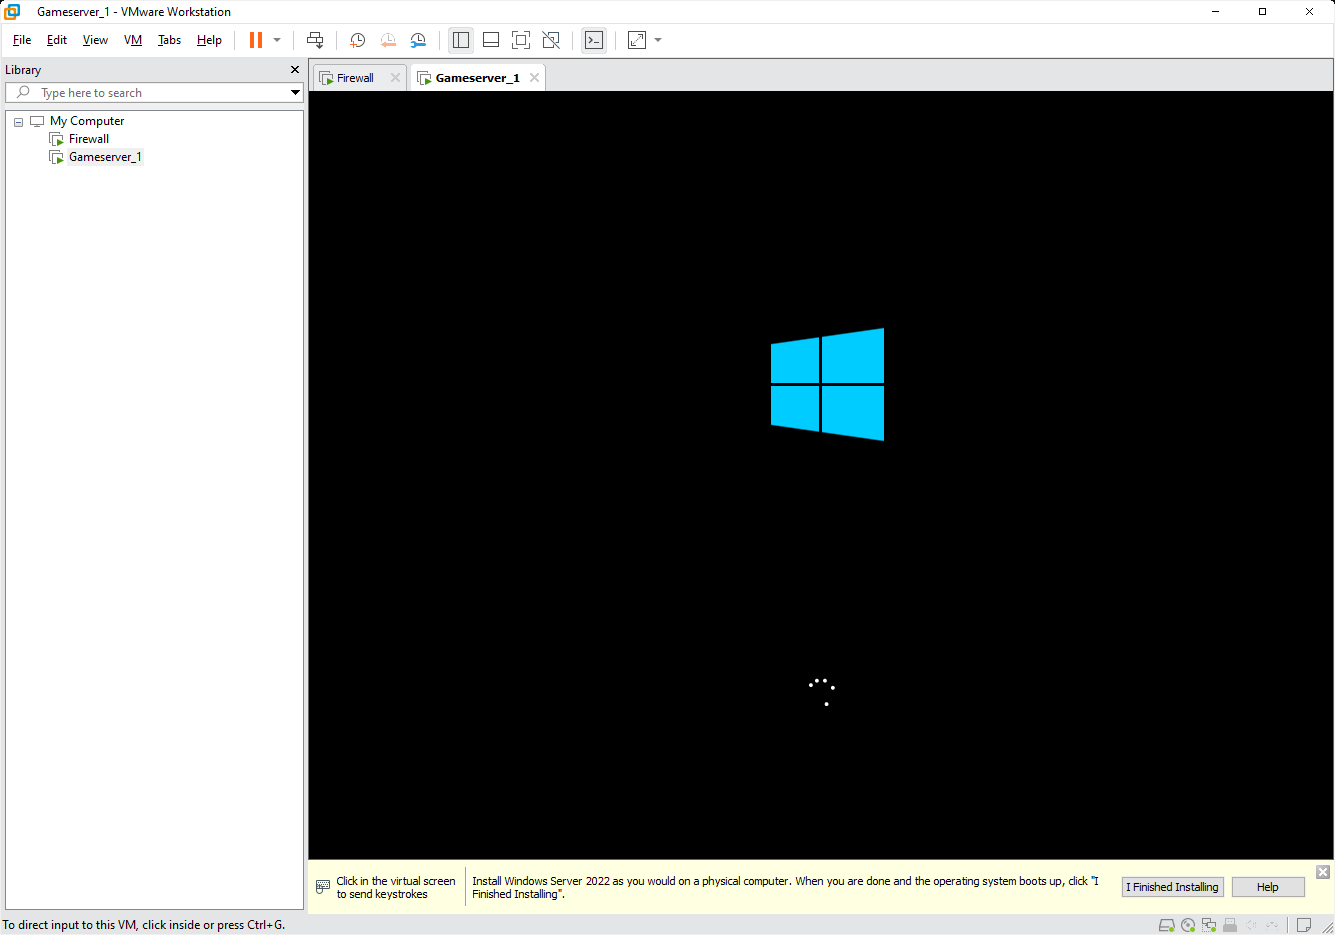 Gameserver_1 - VMware Workstation
File Edit View VM Tabs Help
Library
Type here to search
My Computer
Firewall
Gameserver_1
Firewall
Gameserver_1
Click in the virtual screen
to send keystrokes
Install Windows Server 2022 as you would on a physical computer. When you are done and the operating system boots up, click "I
Finished Installing".
I Finished Installing
Help
To direct input to this VM, click inside or press Ctrl+G.